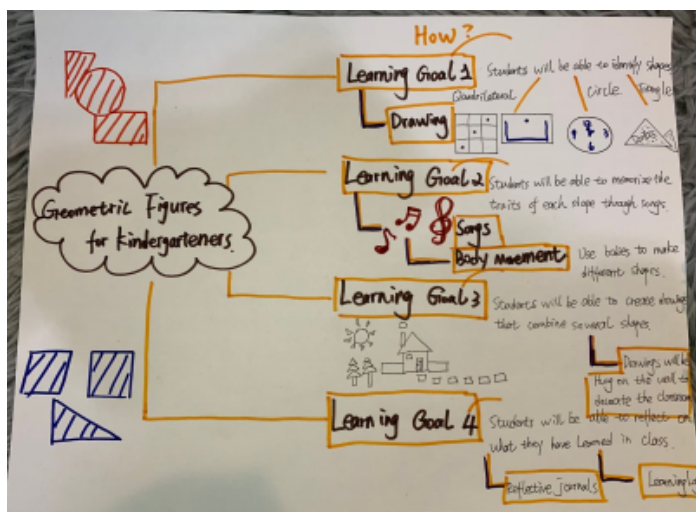 How?
Learning Goal 1
Students will be able to identify shapes
Quadrilateral
Circle
Drawing
Geometric Figures
for Kindergarteners.
Learning Goal 2
Students will be able to memorize the
traits of each shape through songs.
Songs
Body Movement
Use bodies to make
different shapes.
Learning Goal 3
Students will be able to create drawings
that combine several shapes.
Drawings will be
Hung on the wall to
decorate the classroom
Learning Goal 4
Students will be able to reflect on
what they have learned in class.
Reflective journals